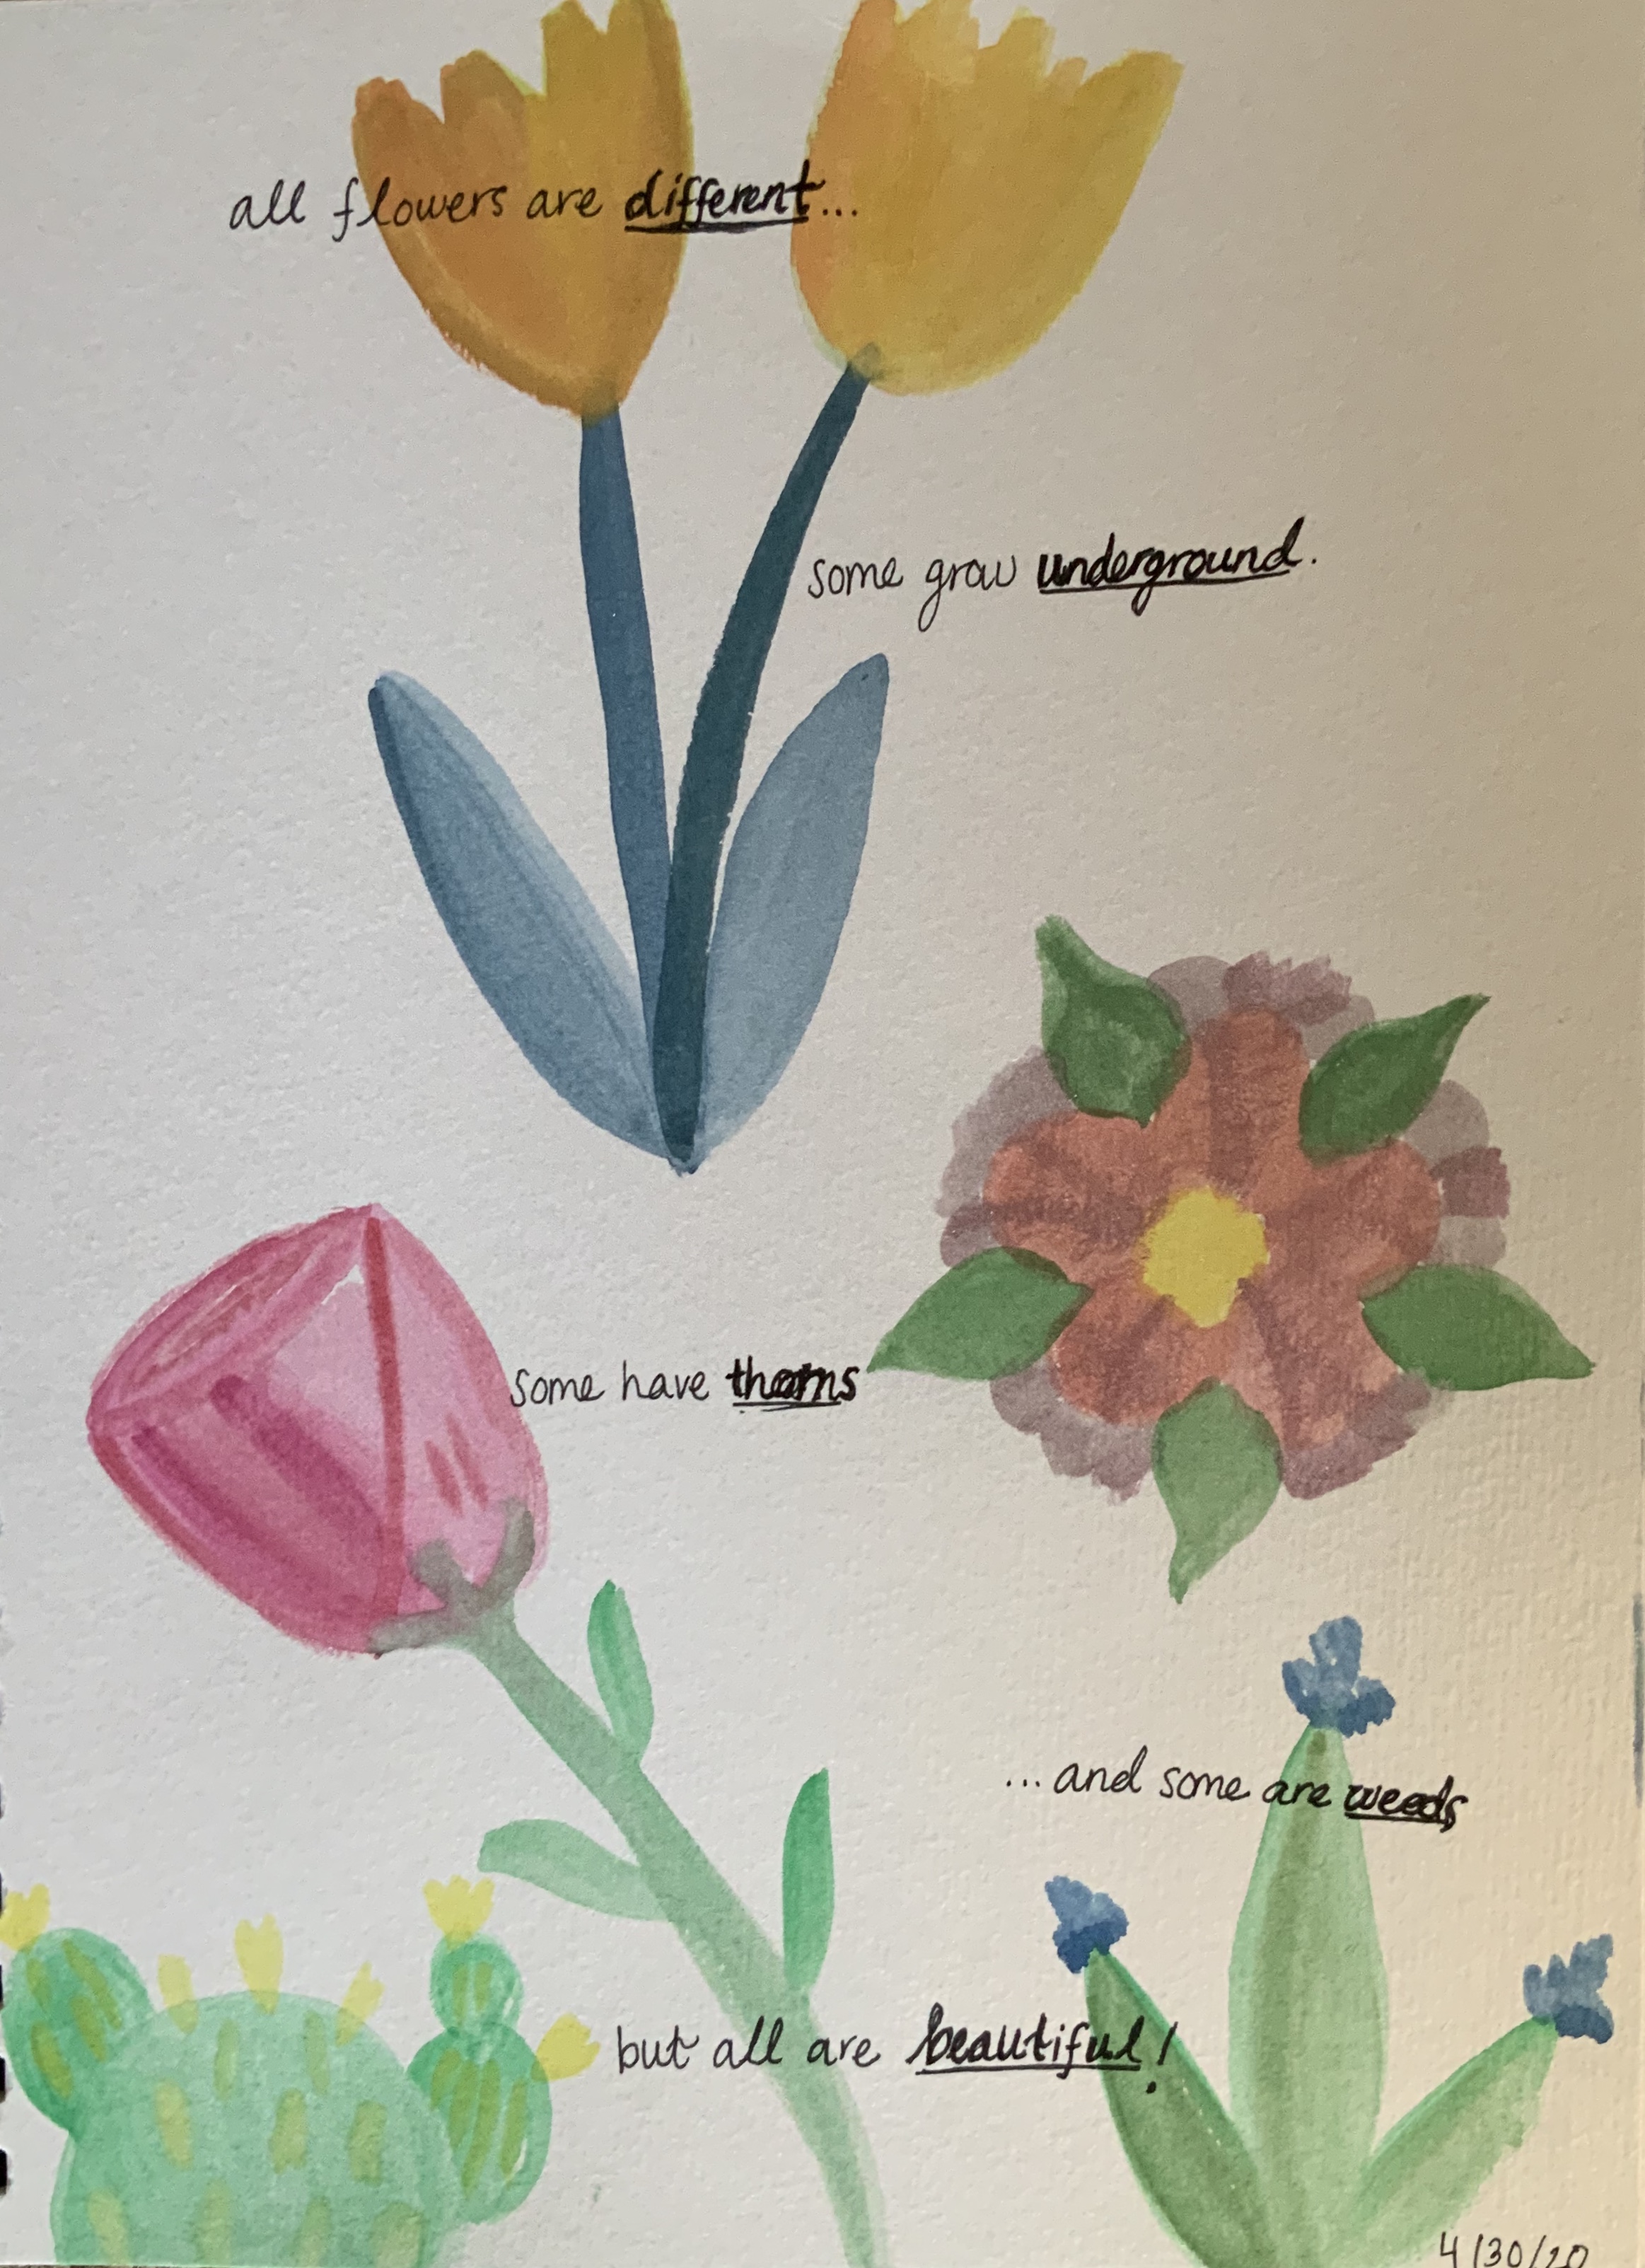 all flowers are different...
some grow underground.
some have thorns
...and some are weeds
but all are beautiful!
4/30/20